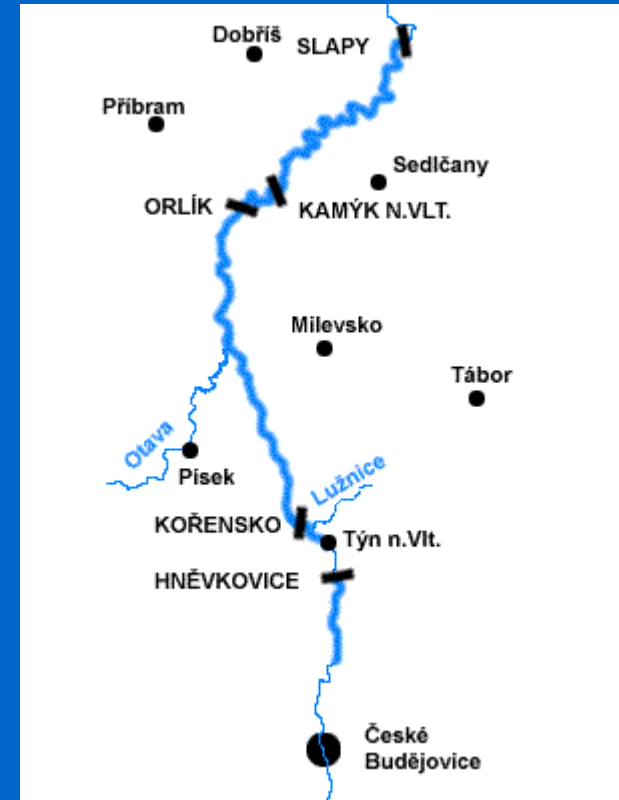 Dobříš
SLAPY
Příbram
Sedlčany
ORLÍK
KAMÝK N.VLT.
Milevsko
Tábor
Otava
Písek
Lužnice
KOŘENSKO
Týn n.Vlt.
HNĚVKOVICE
České
Budějovice